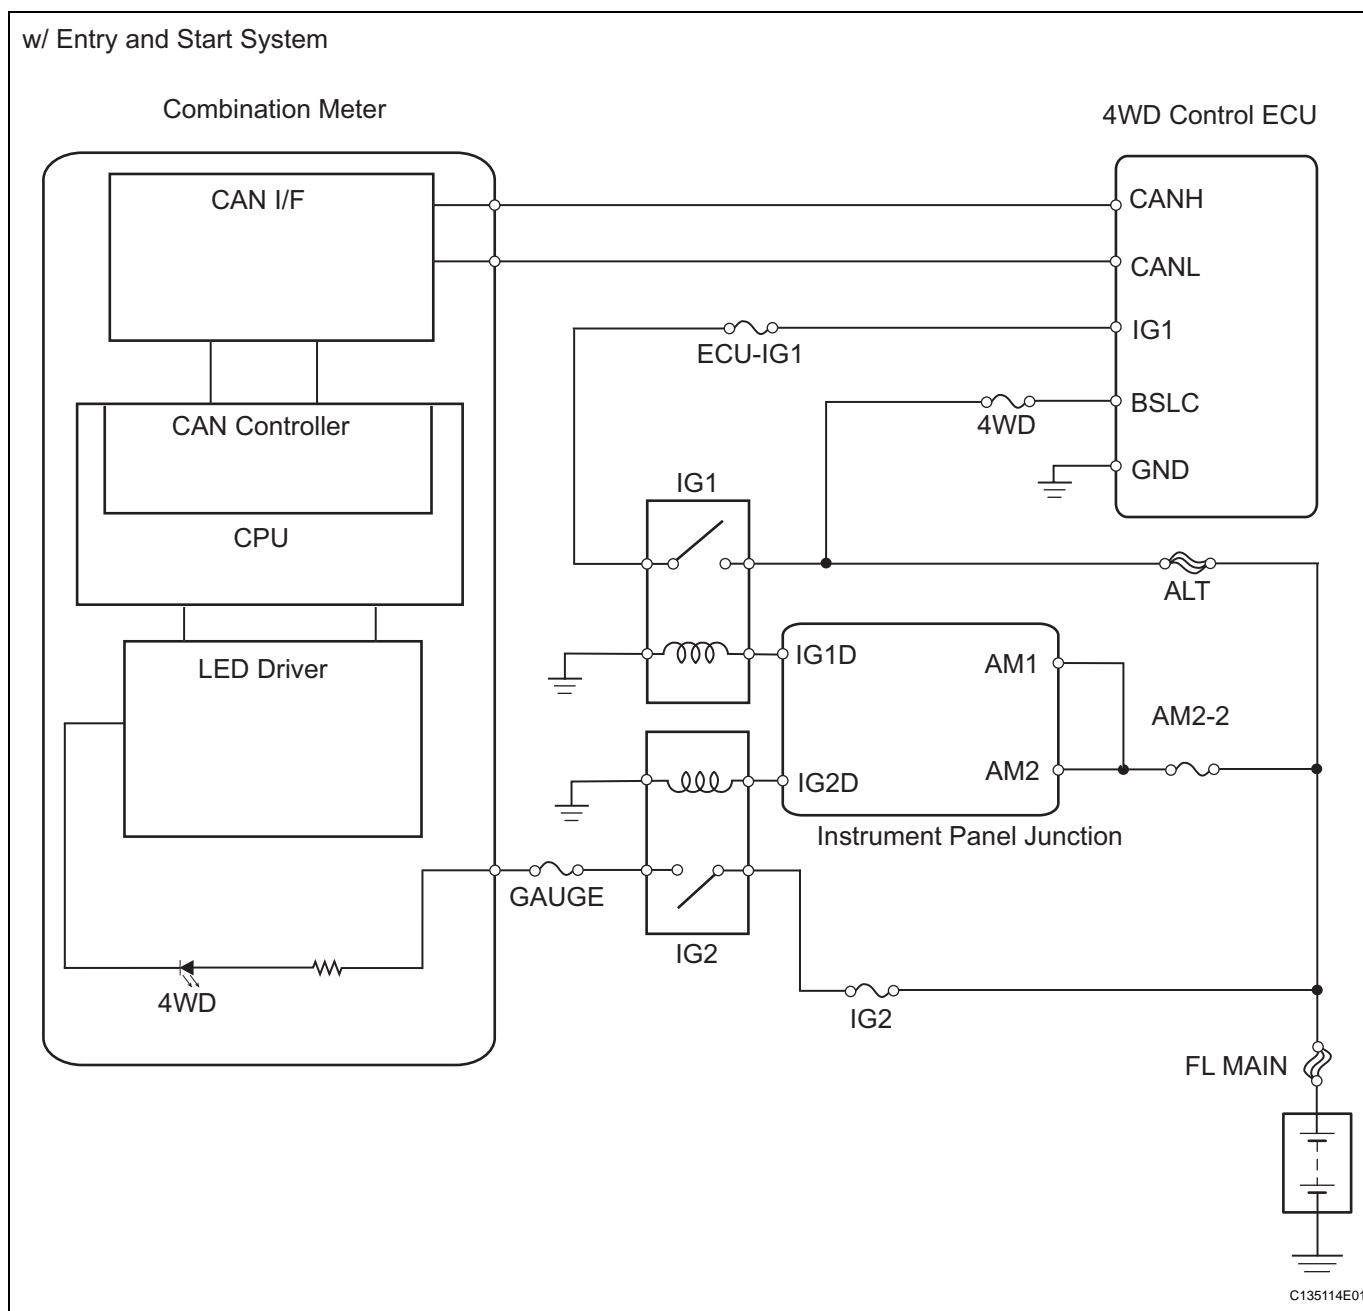 w/ Entry and Start System
Combination Meter
4WD Control ECU
CAN I/F
CANH
CANL
IG1
ECU-IG1
BSLC
4WD
CAN Controller
GND
IG1
CPU
ALT
IG1D
AM1
LED Driver
AM2-2
AM2
IG2D
Instrument Panel Junction
GAUGE
IG2
4WD
IG2
FL MAIN
C135114E01